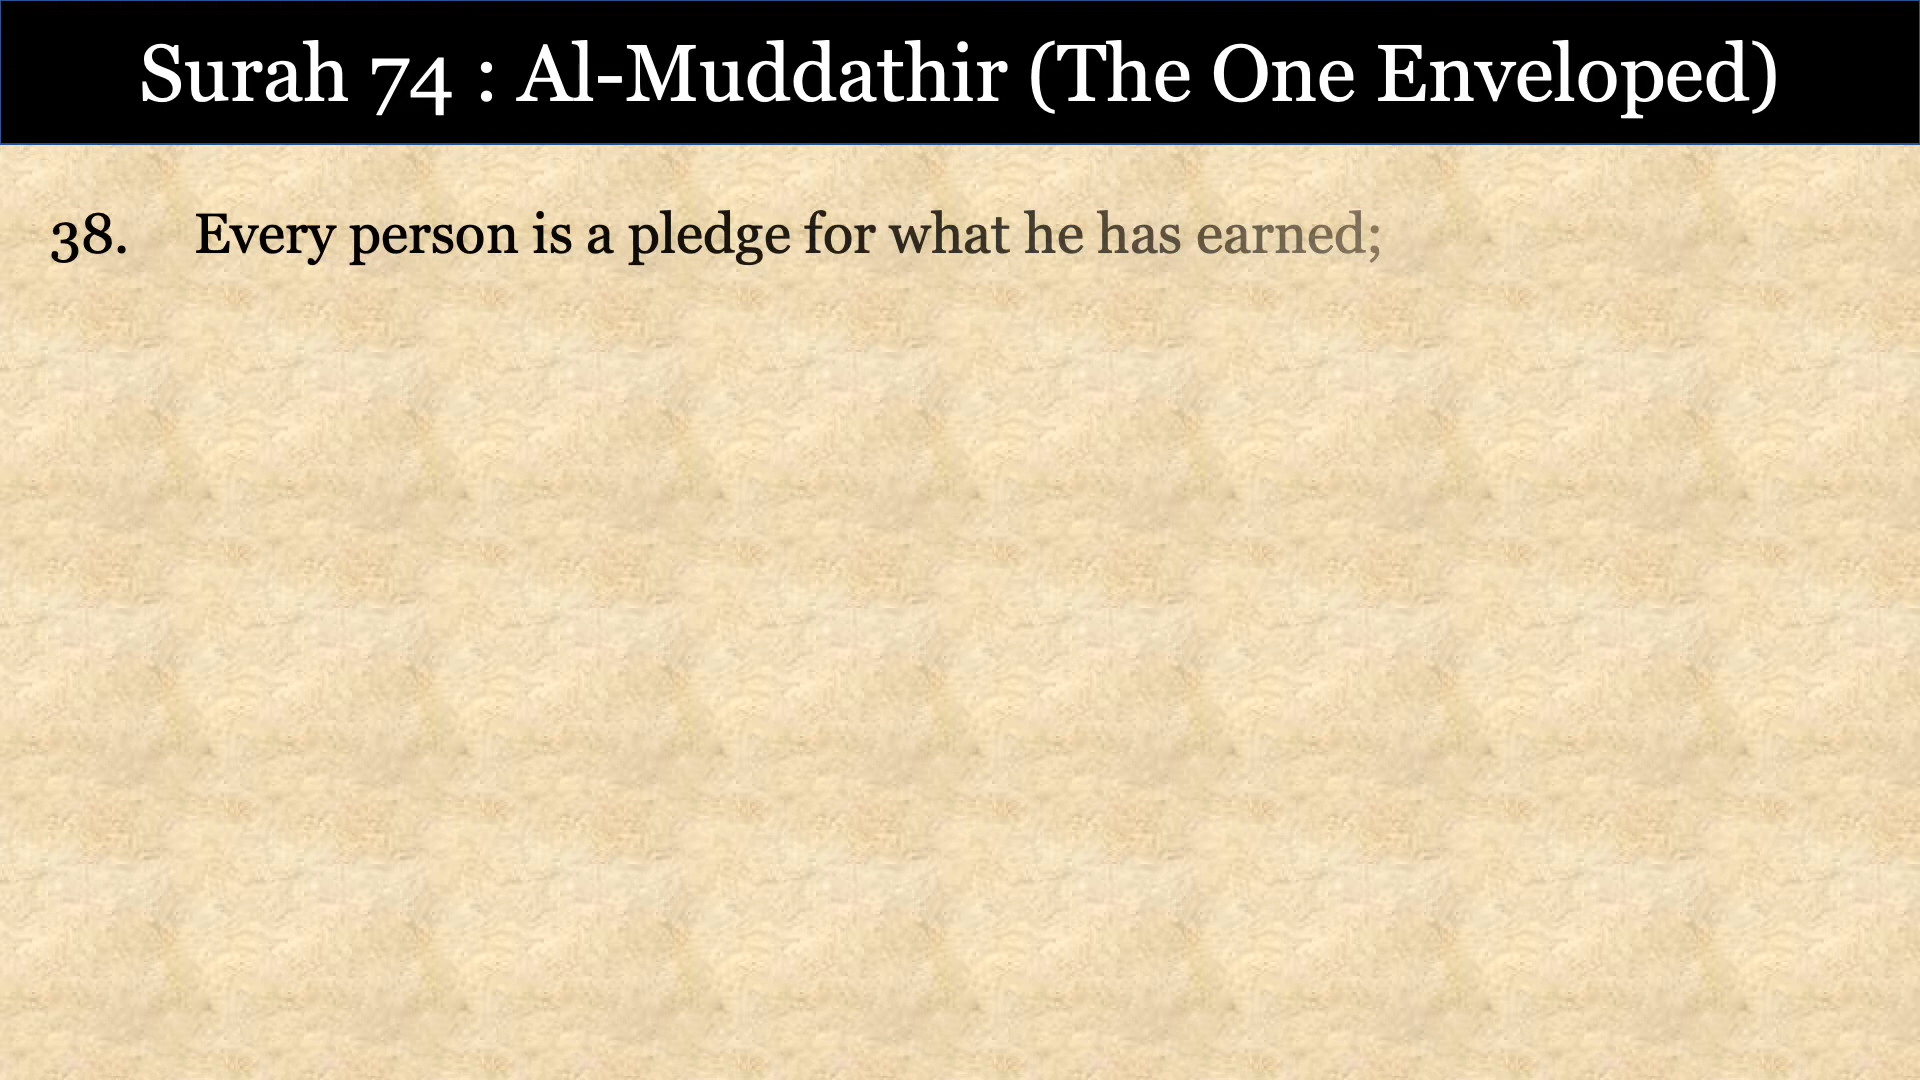 Surah 74 : Al-Muddathir (The One Enveloped)
38. Every person is a pledge for what he has earned;